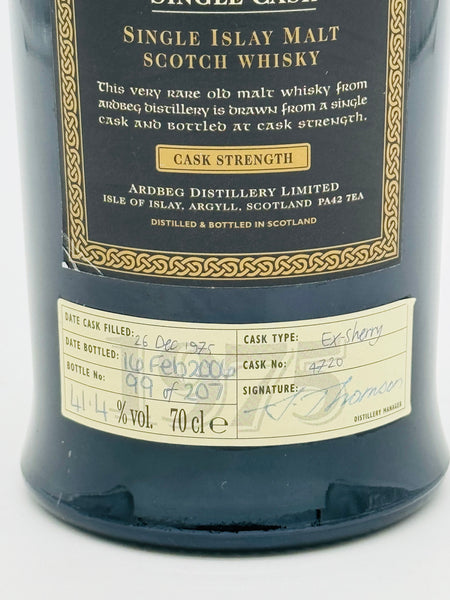 SINGLE CASK
SINGLE ISLAY MALT
SCOTCH WHISKY
This very rare old malt whisky from
Ardbeg distillery is drawn from a single
cask and bottled at cask strength.
CASK STRENGTH
ARDBEG DISTILLERY LIMITED
ISLE OF ISLAY, ARGYLL, SCOTLAND PA42 7EA
DISTILLED & BOTTLED IN SCOTLAND
1975
DATE CASK FILLED: 26 Dec 1975
DATE BOTTLED: 16 Feb 2006
BOTTLE No: 99 of 207
41.4 %vol. 70cl e
CASK TYPE: Ex-Sherry
CASK No: 4720
SIGNATURE: Thomson
DISTILLERY MANAGER